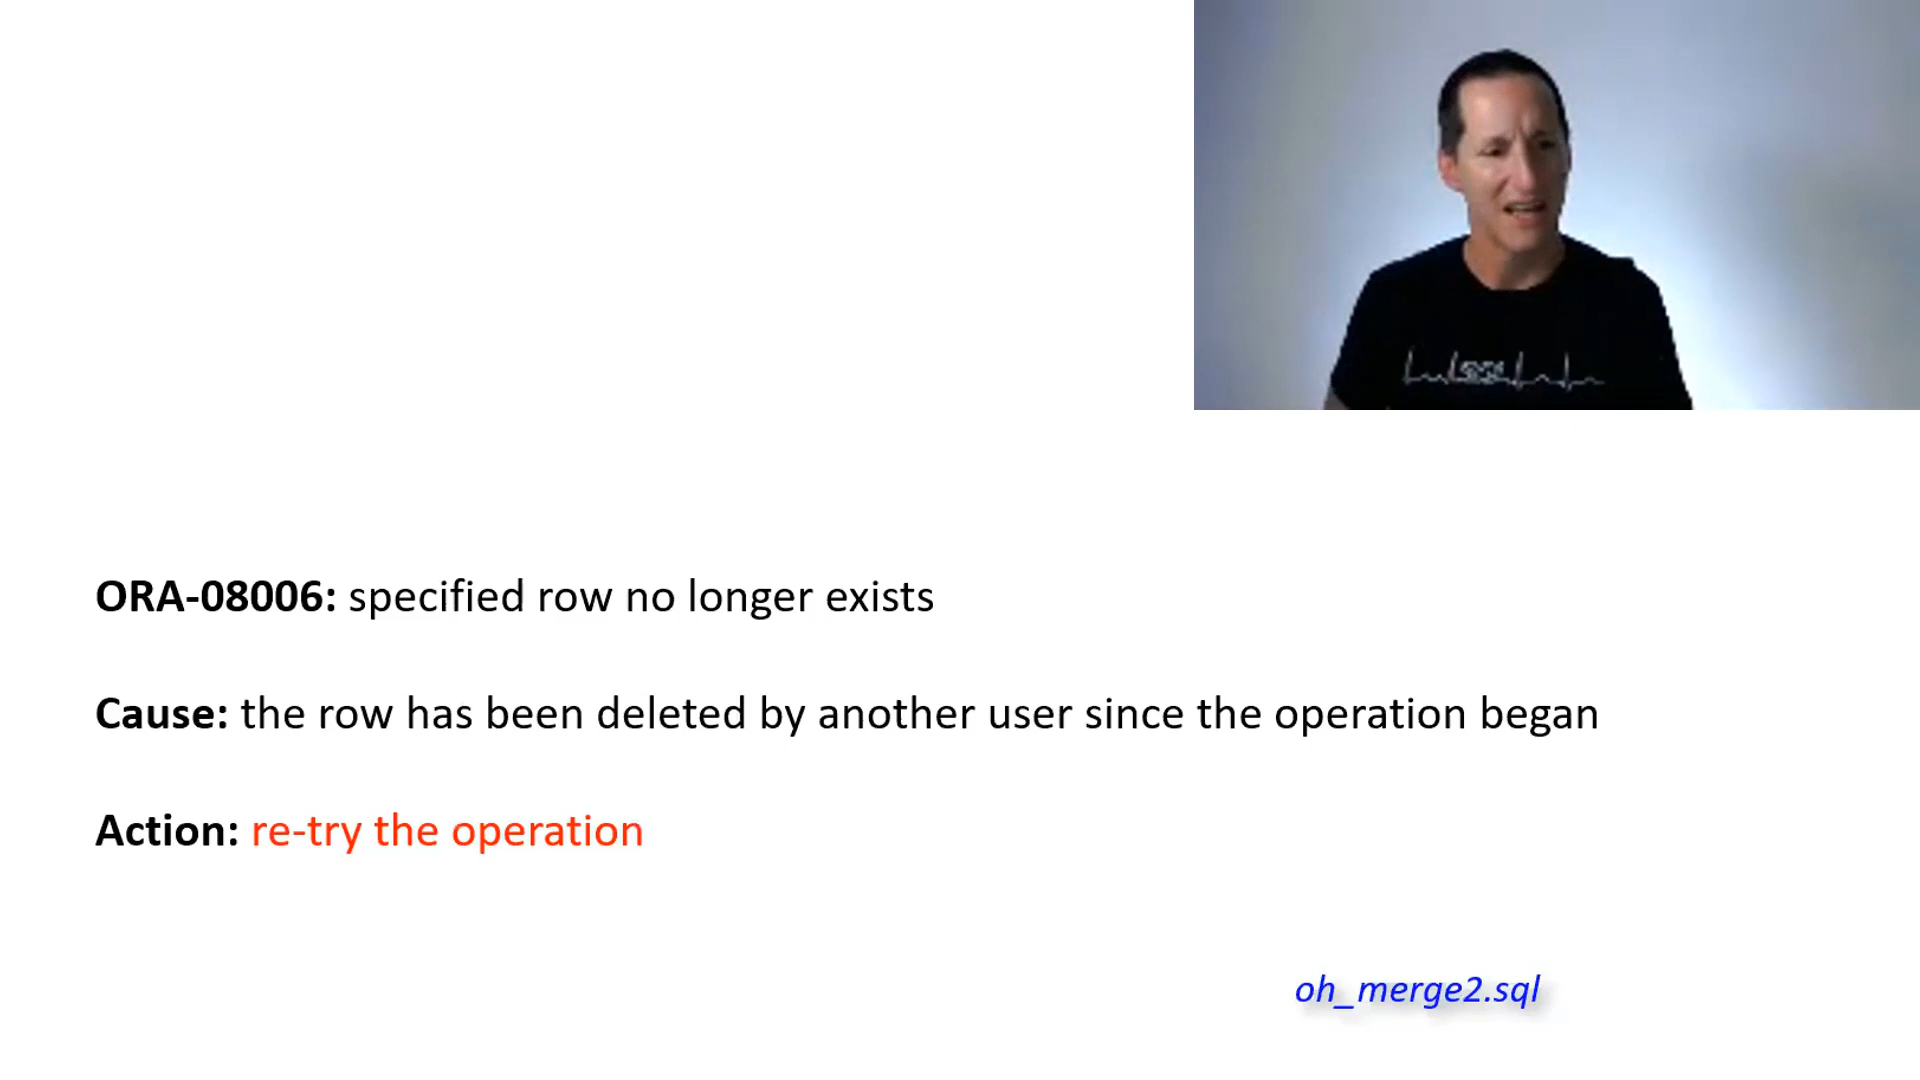 ORA-08006: specified row no longer exists
Cause: the row has been deleted by another user since the operation began
Action: re-try the operation
oh_merge2.sql